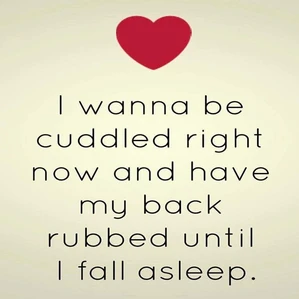 I wanna be
cuddled right
now and have
my back
rubbed until
I fall asleep.